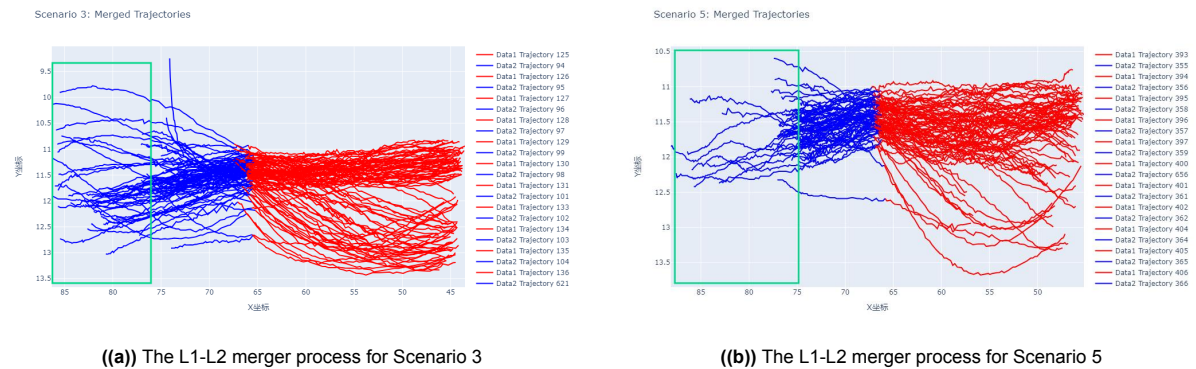 Scenario 3: Merged Trajectories
9.5
10
10.5
11
11.5
12
12.5
13
13.5
Y坐标
85
80
75
70
65
60
55
50
45
X坐标
Data1 Trajectory 125
Data2 Trajectory 94
Data2 Trajectory 95
Data1 Trajectory 126
Data1 Trajectory 127
Data2 Trajectory 96
Data1 Trajectory 128
Data2 Trajectory 97
Data1 Trajectory 129
Data2 Trajectory 99
Data1 Trajectory 130
Data2 Trajectory 98
Data1 Trajectory 131
Data2 Trajectory 101
Data1 Trajectory 133
Data2 Trajectory 102
Data1 Trajectory 134
Data2 Trajectory 103
Data1 Trajectory 135
Data2 Trajectory 104
Data1 Trajectory 136
Data2 Trajectory 621
((a)) The L1-L2 merger process for Scenario 3
Scenario 5: Merged Trajectories
10.5
11
11.5
12
12.5
13
13.5
Y坐标
85
80
75
70
65
60
55
50
X坐标
Data1 Trajectory 393
Data2 Trajectory 355
Data1 Trajectory 394
Data2 Trajectory 356
Data1 Trajectory 395
Data2 Trajectory 358
Data1 Trajectory 396
Data2 Trajectory 357
Data1 Trajectory 397
Data2 Trajectory 359
Data1 Trajectory 400
Data2 Trajectory 656
Data1 Trajectory 401
Data2 Trajectory 361
Data1 Trajectory 402
Data2 Trajectory 362
Data1 Trajectory 404
Data2 Trajectory 364
Data1 Trajectory 405
Data2 Trajectory 365
Data1 Trajectory 406
Data2 Trajectory 366
((b)) The L1-L2 merger process for Scenario 5